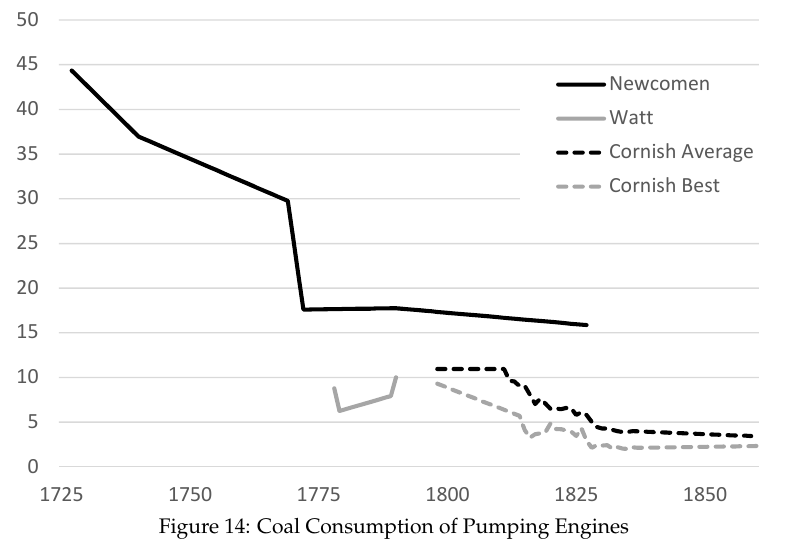 50
45
40
35
30
25
20
15
10
5
0
Newcomen
Watt
Cornish Average
Cornish Best
1725 1750 1775 1800 1825 1850
Figure 14: Coal Consumption of Pumping Engines